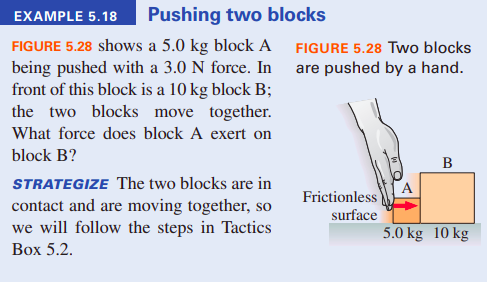 EXAMPLE 5.18 Pushing two blocks
FIGURE 5.28 shows a 5.0 kg block A
being pushed with a 3.0 N force. In
front of this block is a 10 kg block B;
the two blocks move together.
What force does block A exert on
block B?
STRATEGIZE The two blocks are in
contact and are moving together, so
we will follow the steps in Tactics
Box 5.2.
FIGURE 5.28 Two blocks
are pushed by a hand.
B
A
Frictionless
surface
5.0 kg 10 kg